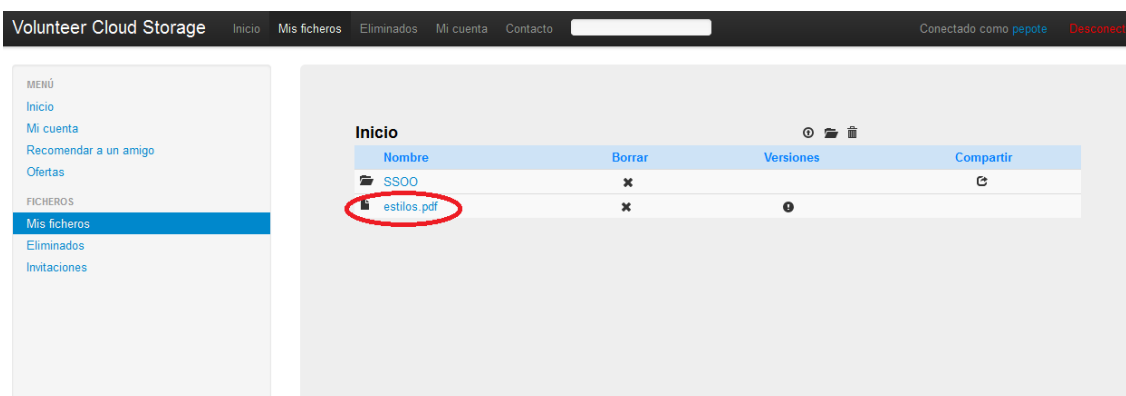 Volunteer Cloud Storage Inicio Mis ficheros Eliminados Mi cuenta Contacto Conectado como pepote Desconect
MENÚ
Inicio
Mi cuenta
Recomendar a un amigo
Ofertas
FICHEROS
Mis ficheros
Eliminados
Invitaciones
Inicio
Nombre Borrar Versiones Compartir
SSOO
estilos.pdf